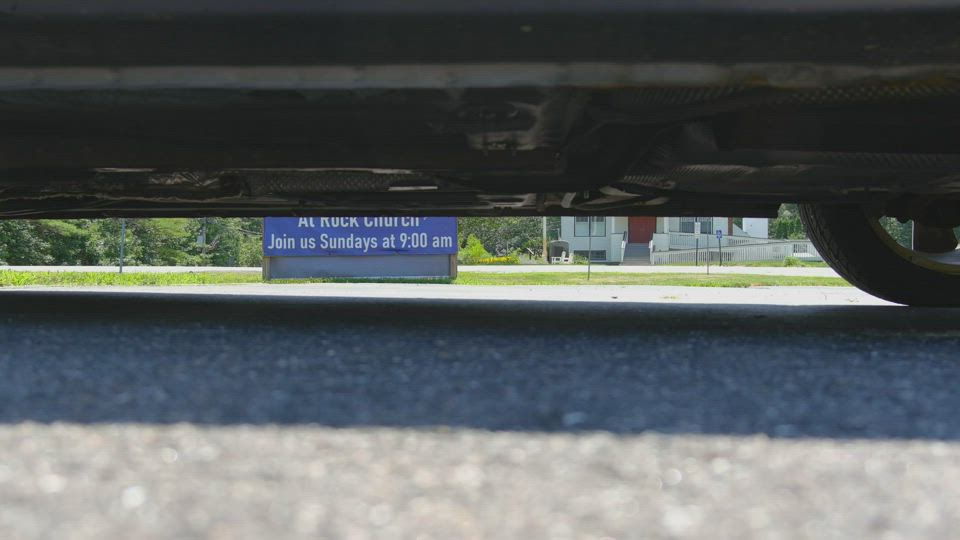 At Rock Church
Join us Sundays at 9:00 am